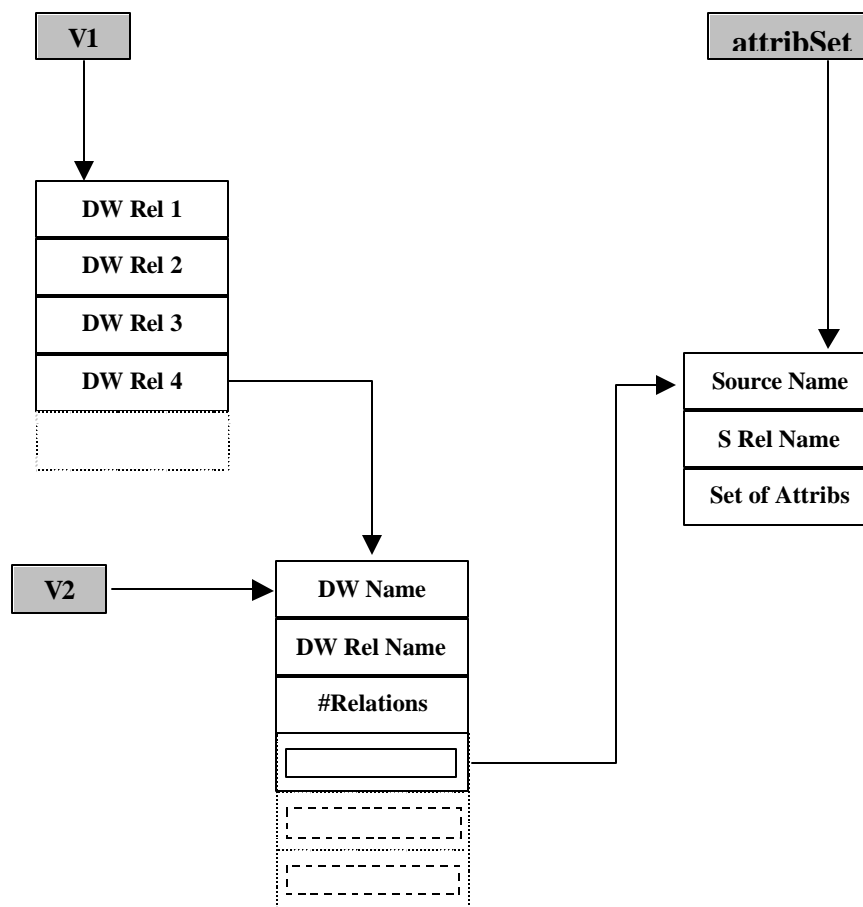 V1
attribSet
DW Rel 1
DW Rel 2
DW Rel 3
DW Rel 4
Source Name
S Rel Name
Set of Attribs
V2
DW Name
DW Rel Name
#Relations